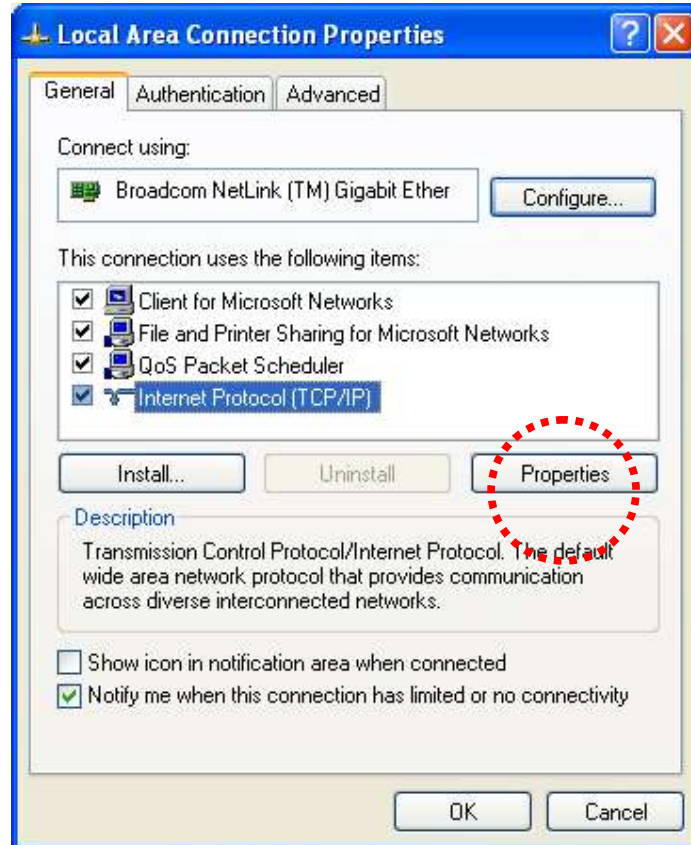 Local Area Connection Properties
General Authentication Advanced
Connect using:
Broadcom NetLink (TM) Gigabit Ether Configure...
This connection uses the following items:
Client for Microsoft Networks
File and Printer Sharing for Microsoft Networks
QoS Packet Scheduler
Internet Protocol (TCP/IP)
Install... Uninstall Properties
Description
Transmission Control Protocol/Internet Protocol. The default
wide area network protocol that provides communication
across diverse interconnected networks.
Show icon in notification area when connected
Notify me when this connection has limited or no connectivity
OK Cancel